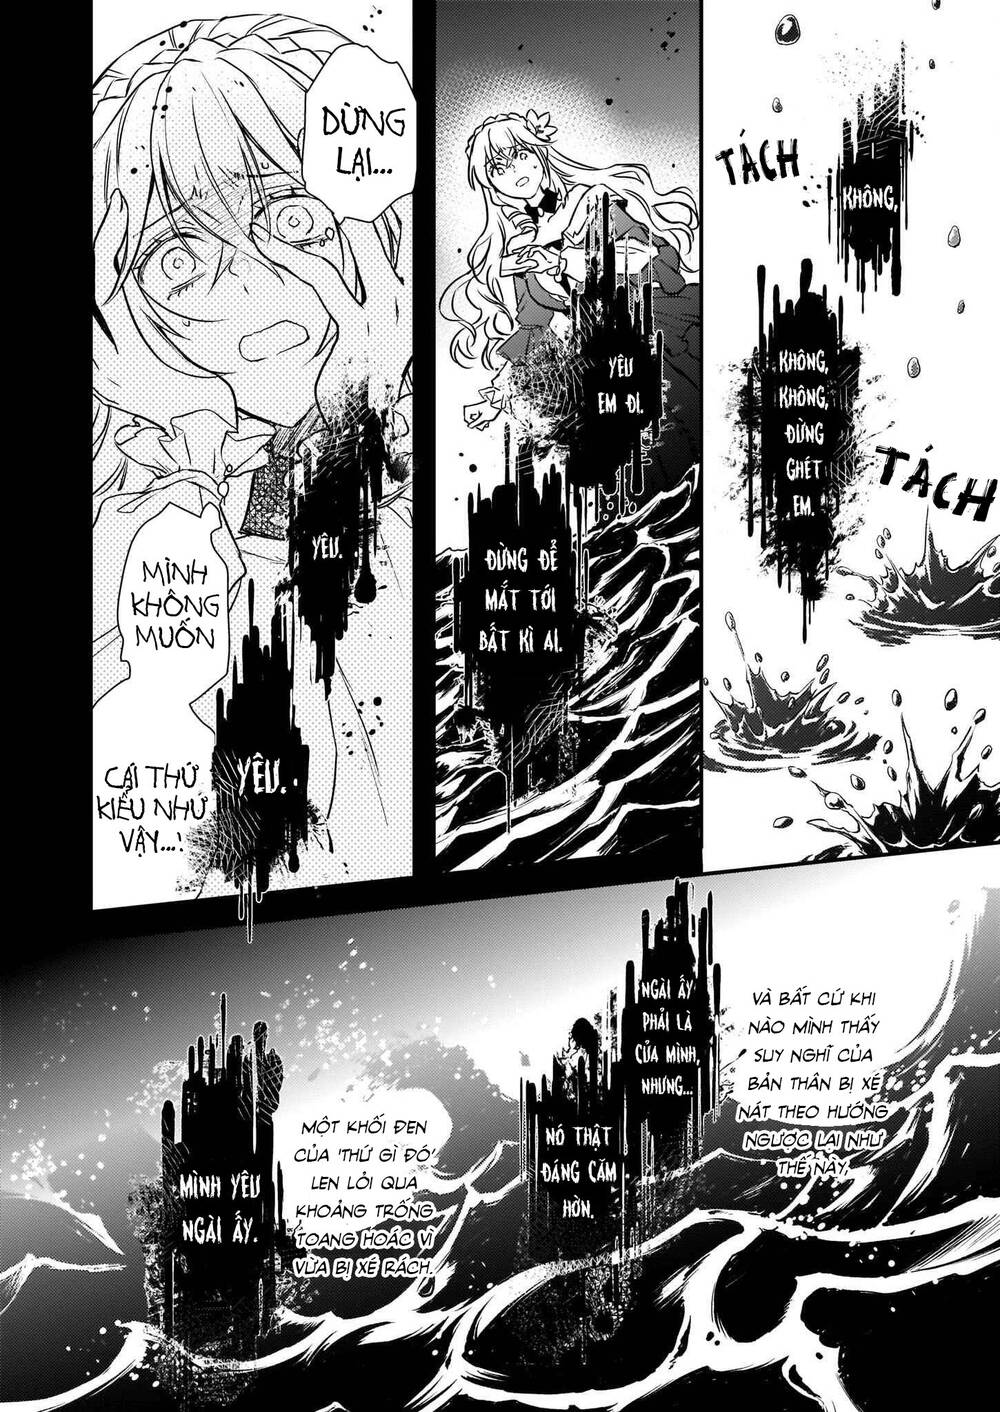 TÁCH
KHÔNG,
KHÔNG,
KHÔNG,
ĐỪNG
GHÉT
EM.
TÁCH
YÊU
EM ĐI.
ĐỪNG ĐỂ
MẮT TỚI
BẤT KÌ AI.
DỪNG
LẠI...
YÊU.
MÌNH
KHÔNG
MUỐN
YÊU.
CÁI THỨ
KIỂU NHƯ
VẬY...!
VÀ BẤT CỨ KHI
NÀO MÌNH THẤY
SUY NGHĨ CỦA
BẢN THÂN BỊ XÉ
NÁT THEO HƯỚNG
NGƯỢC LẠI NHƯ
THẾ NÀY,
NGÀI ẤY
PHẢI LÀ
CỦA MÌNH,
NHƯNG...
NÓ THẬT
ĐÁNG CĂM
HỜN.
MỘT KHỐI ĐEN
CỦA 'THỨ GÌ ĐÓ'
LEN LỎI QUA
KHOẢNG TRỐNG
TOANG HOÁC VÌ
VỪA BỊ XÉ RÁCH.
MÌNH YÊU
NGÀI ẤY.